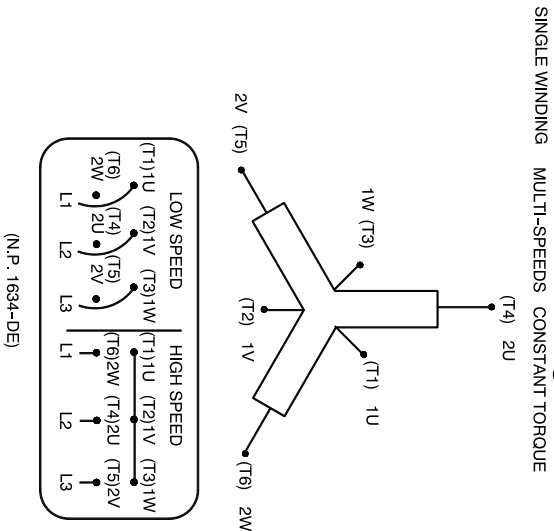 SINGLE WINDING MULTI-SPEEDS CONSTANT TORQUE
(T4) 2U
1W (T3)
(T1) 1U
2V (T5)
(T2) 1V
(T6) 2W
LOW SPEED
(T1)1U (T2)1V (T3)1W
(T6) (T4) (T5)
2W 2U 2V
L1 L2 L3
HIGH SPEED
(T1)1U (T2)1V (T3)1W
(T6)2W (T4)2U (T5)2V
L1 L2 L3
(N.P. 1634-DE)